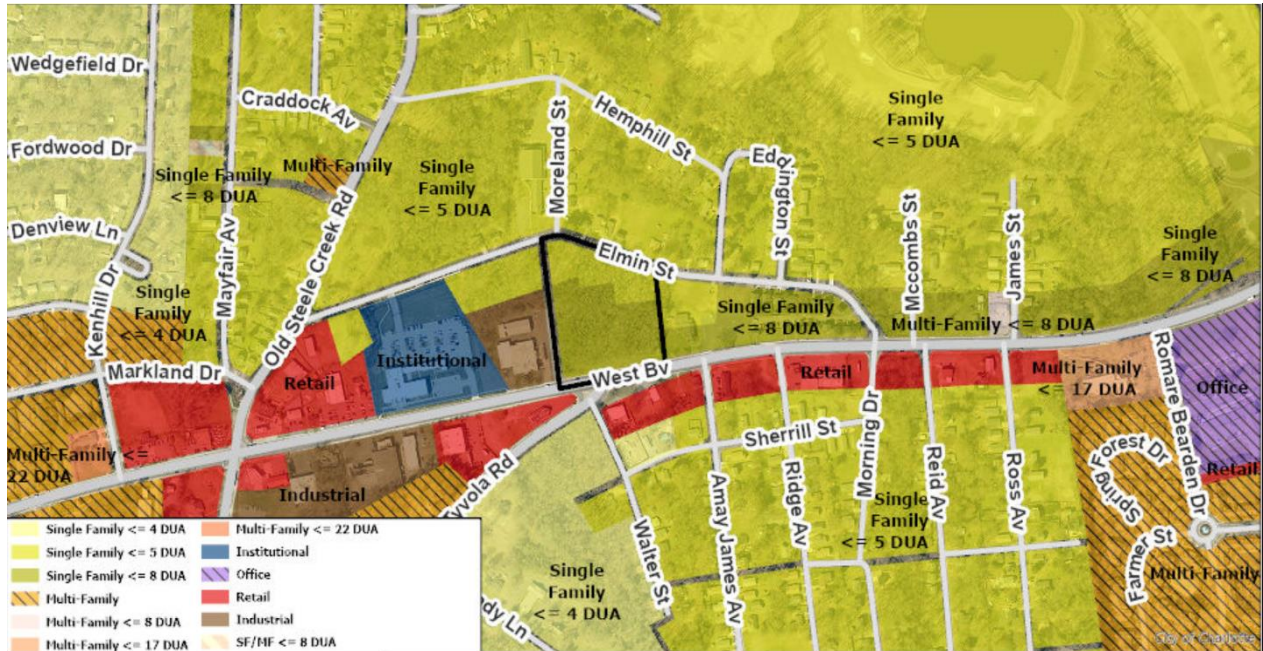 Wedgefield Dr
Craddock Av
Moreland St
Hemphill St
Single
Family
<= 5 DUA
Fordwood Dr
Multi-Family
Single Family
<= 8 DUA
Single
Family
<= 5 DUA
Eddington St
Denview Ln
Mayfair Av
Old Steele Creek Rd
Elmin St
Mccombs St
James St
Single
Family
<= 8 DUA
Kenhill Dr
Single
Family
<= 4 DUA
Single Family
<= 8 DUA
Multi-Family <= 8 DUA
Markland Dr
Retail
Institutional
West Bv
Retail
Multi-Family
<= 17 DUA
Romare Bearden Dr
Office
Multi-Family <=
22 DUA
Industrial
Tyvola Rd
Sherrill St
Morning Dr
Forest Dr
Springs
Retail
Walter St
Amay James Av
Ridge Av
Reid Av
Ross Av
Single
Family
<= 5 DUA
Farmer St
Multi-Family
Single
Family
<= 4 DUA
dy Ln
Single Family <= 4 DUA
Single Family <= 5 DUA
Single Family <= 8 DUA
Multi-Family
Multi-Family <= 8 DUA
Multi-Family <= 17 DUA
Multi-Family <= 22 DUA
Institutional
Office
Retail
Industrial
SF/MF <= 8 DUA
City of Charlotte